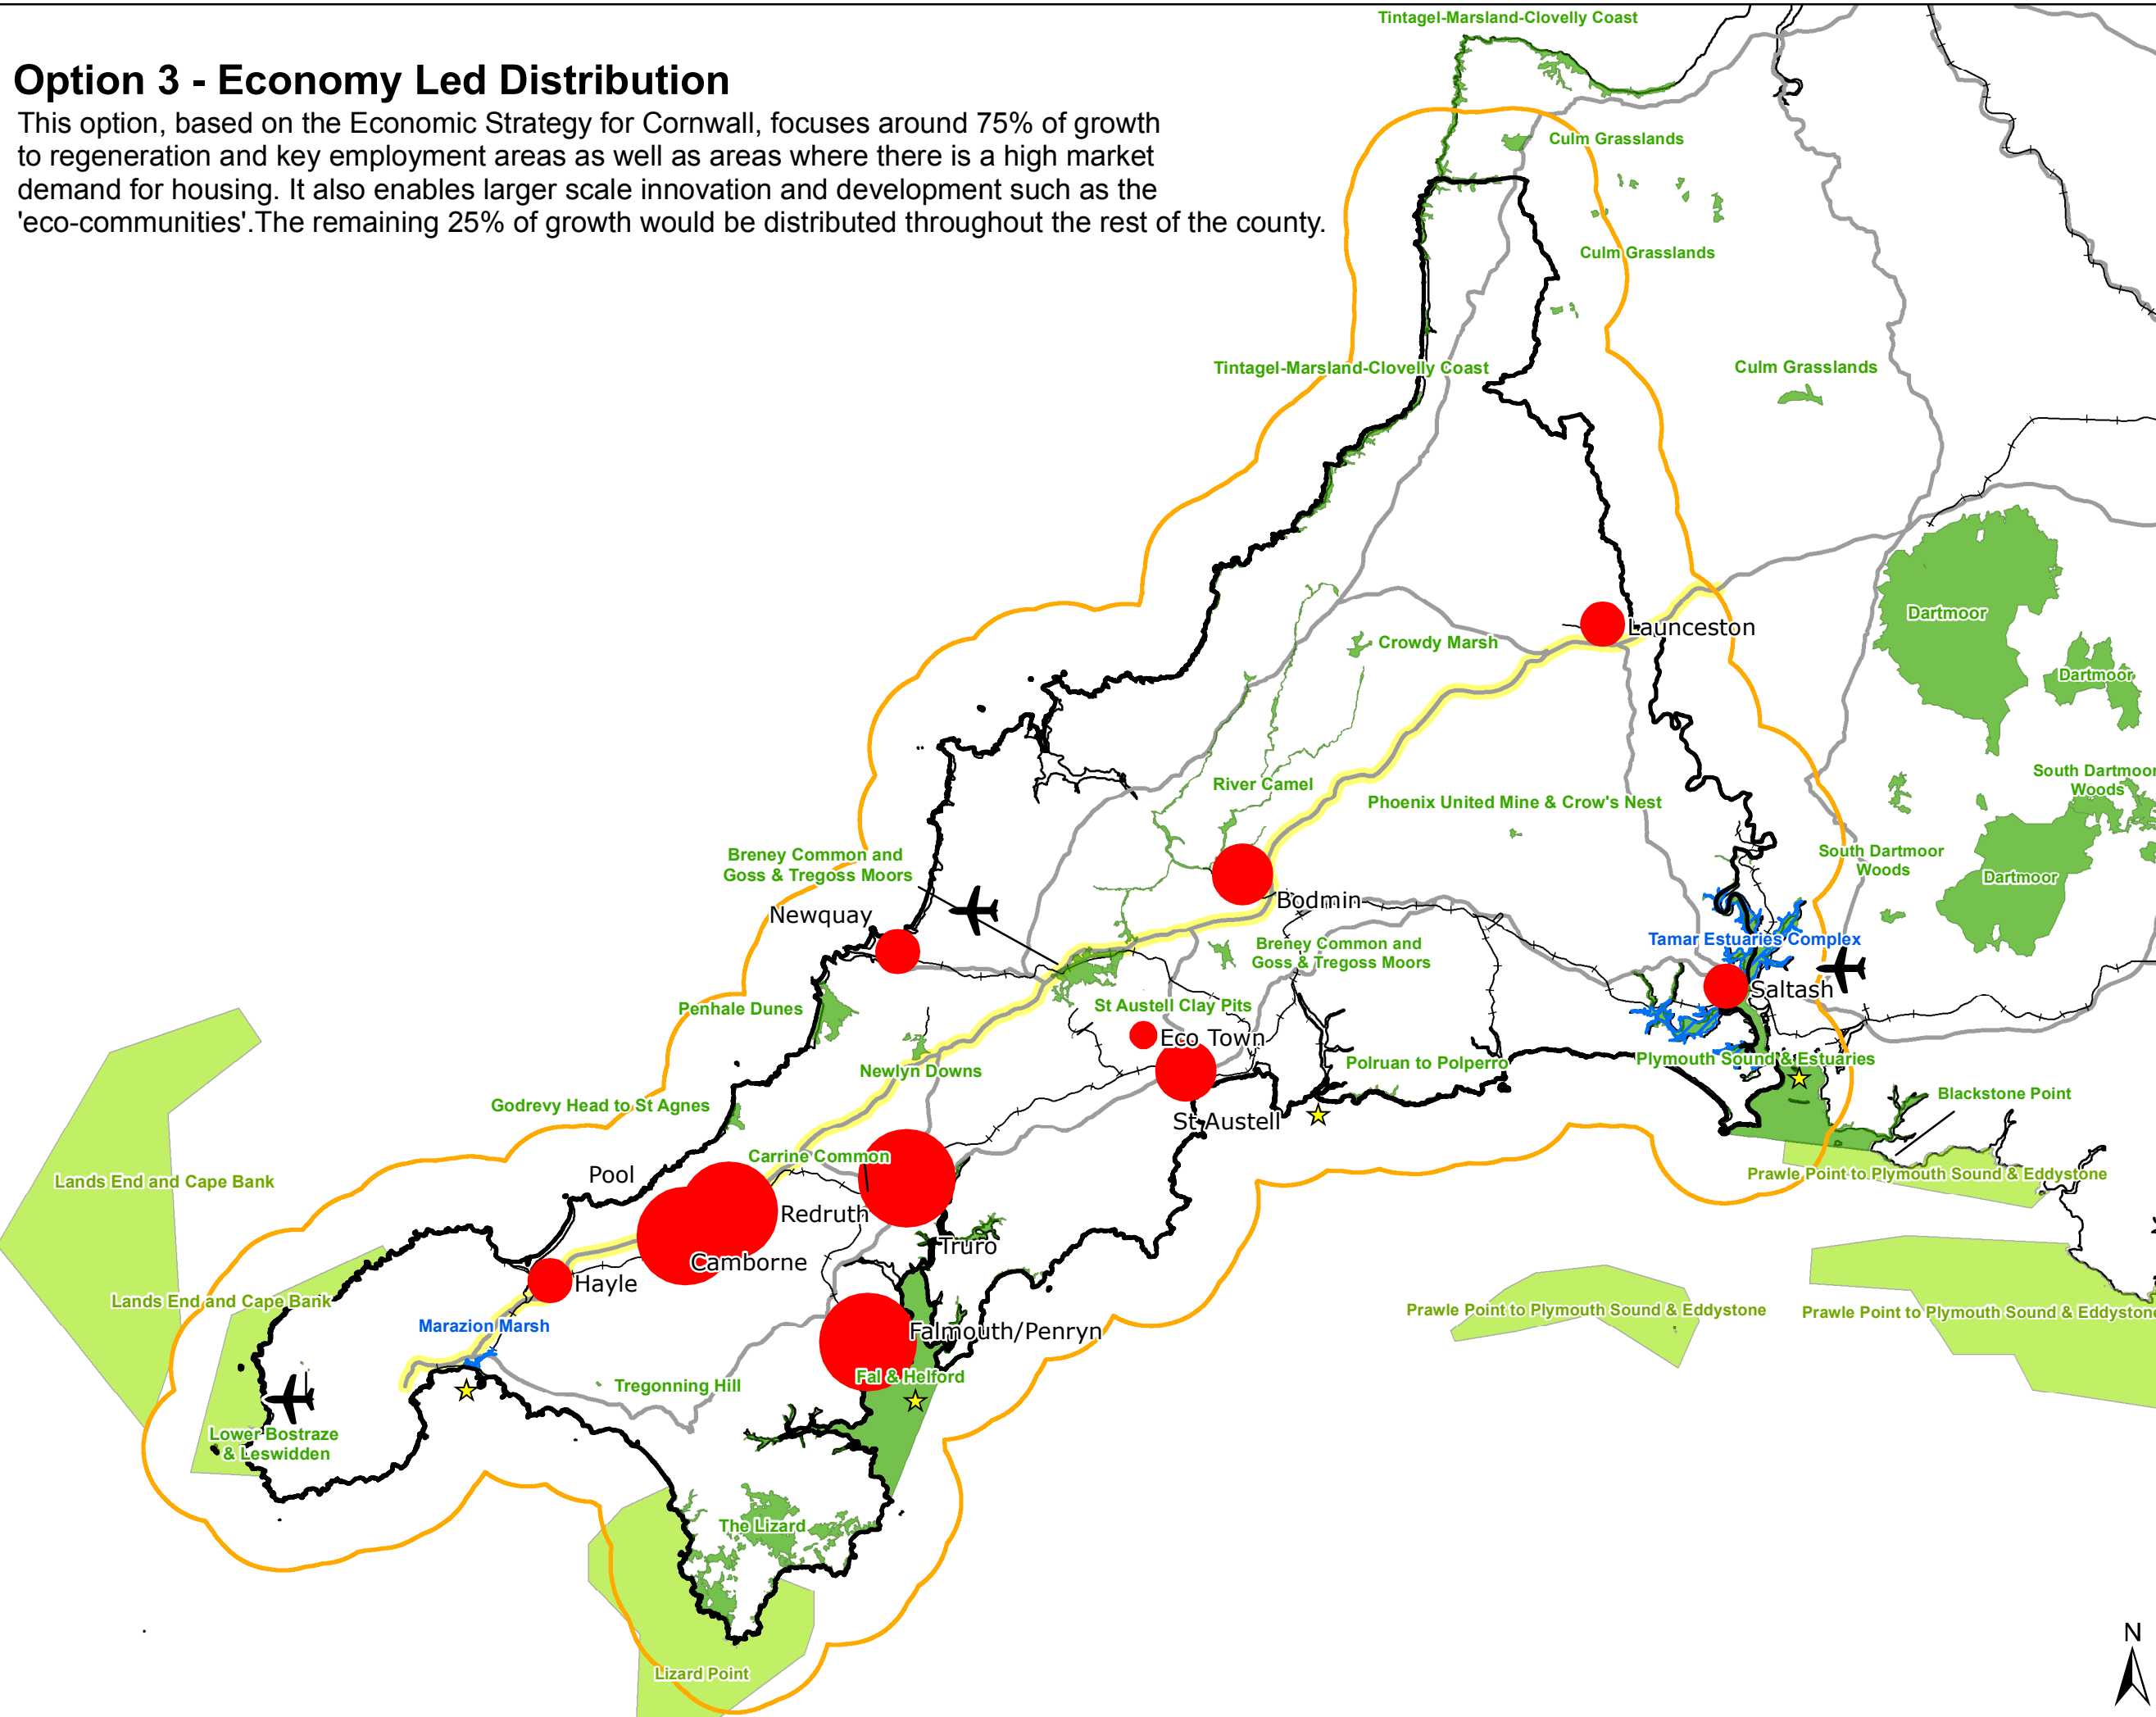 Tintagel-Marsland-Clovelly Coast
Option 3 - Economy Led Distribution
This option, based on the Economic Strategy for Cornwall, focuses around 75% of growth
to regeneration and key employment areas as well as areas where there is a high market
demand for housing. It also enables larger scale innovation and development such as the
'eco-communities'.The remaining 25% of growth would be distributed throughout the rest of the county.
Culm Grasslands
Culm Grasslands
Tintagel-Marsland-Clovelly Coast
Culm Grasslands
Dartmoor
Launceston
Crowdy Marsh
Dartmoor
South Dartmoor
Woods
River Camel
Phoenix United Mine & Crow's Nest
Breney Common and
Goss & Tregoss Moors
South Dartmoor
Woods
Dartmoor
Newquay
Bodmin
Breney Common and
Goss & Tregoss Moors
Tamar Estuaries Complex
Saltash
Penhale Dunes
St Austell Clay Pits
Eco Town
Newlyn Downs
Polruan to Polperro
Plymouth Sound & Estuaries
Blackstone Point
Godrevy Head to St Agnes
St Austell
Carrine Common
Pool
Lands End and Cape Bank
Prawle Point to Plymouth Sound & Eddystone
Redruth
Truro
Camborne
Hayle
Lands End and Cape Bank
Prawle Point to Plymouth Sound & Eddystone
Prawle Point to Plymouth Sound & Eddystone
Marazion Marsh
Falmouth/Penryn
Fal & Helford
Tregonning Hill
Lower Bostraze
& Leswidden
The Lizard
N
Lizard Point